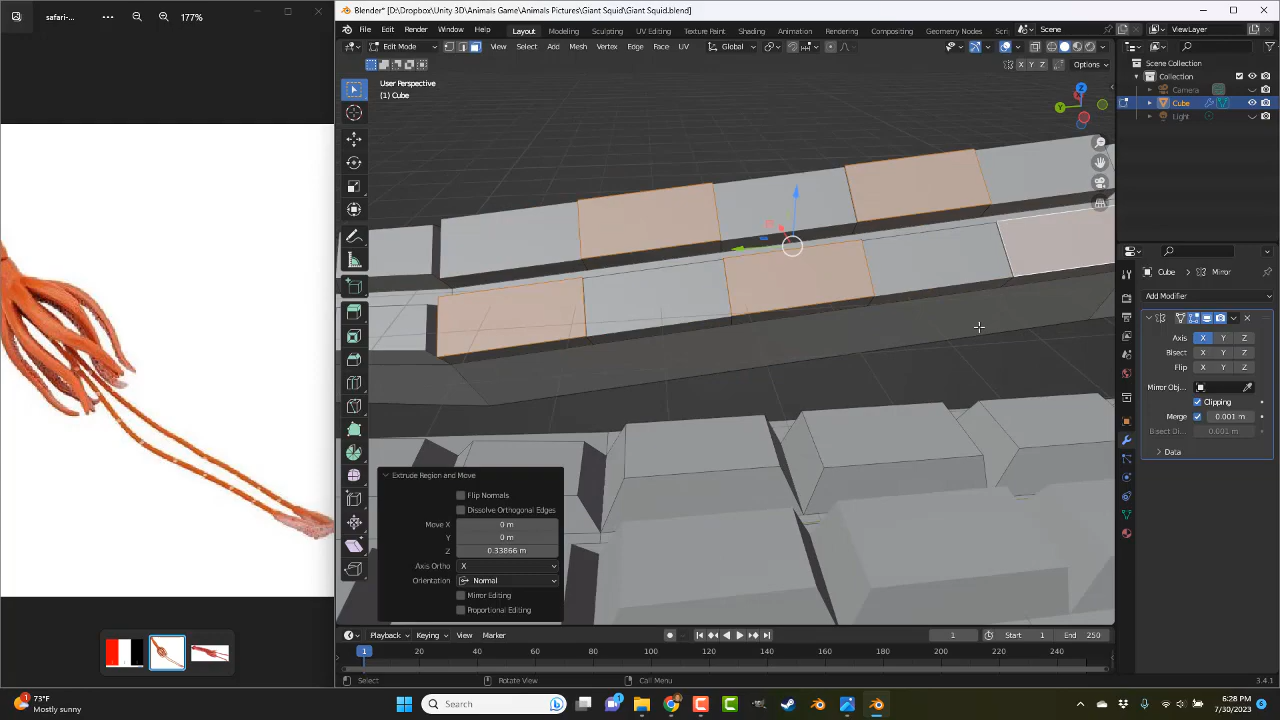 safari-...
177%
Blender* [D:\Dropbox\Unity 3D\Animals Game\Animals Pictures\Giant Squid\Giant Squid.blend]
File Edit Render Window Help
Layout Modeling Sculpting UV Editing Texture Paint Shading Animation Rendering Compositing Geometry Nodes Scri
Scene
ViewLayer
Edit Mode
View Select Add Mesh Vertex Edge Face UV
Global
X Y Z
Options
User Perspective
(1) Cube
Z
Y
Scene Collection
Collection
Camera
Cube
Light
Cube
Mirror
Add Modifier
Axis X Y Z
Bisect X Y Z
Flip X Y Z
Mirror Obj...
Clipping
Merge 0.001 m
Bisect Di... 0.001 m
Data
Extrude Region and Move
Flip Normals
Dissolve Orthogonal Edges
Move X 0 m
Y 0 m
Z 0.33866 m
Axis Ortho X
Orientation Normal
Mirror Editing
Proportional Editing
Playback Keying View Marker
1
Start 1
End 250
1 20 40 60 80 100 120 140 160 180 200 220 240
Select
Rotate View
Call Menu
3.4.1
1
73°F
Mostly sunny
Search
1
8
6:28 PM
7/30/2023